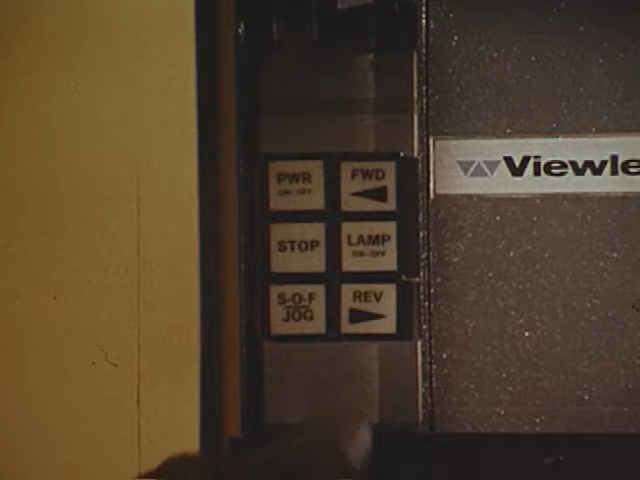 PWR
ON-OFF
FWD
STOP
LAMP
ON-OFF
S-O-F
JOG
REV
Viewle